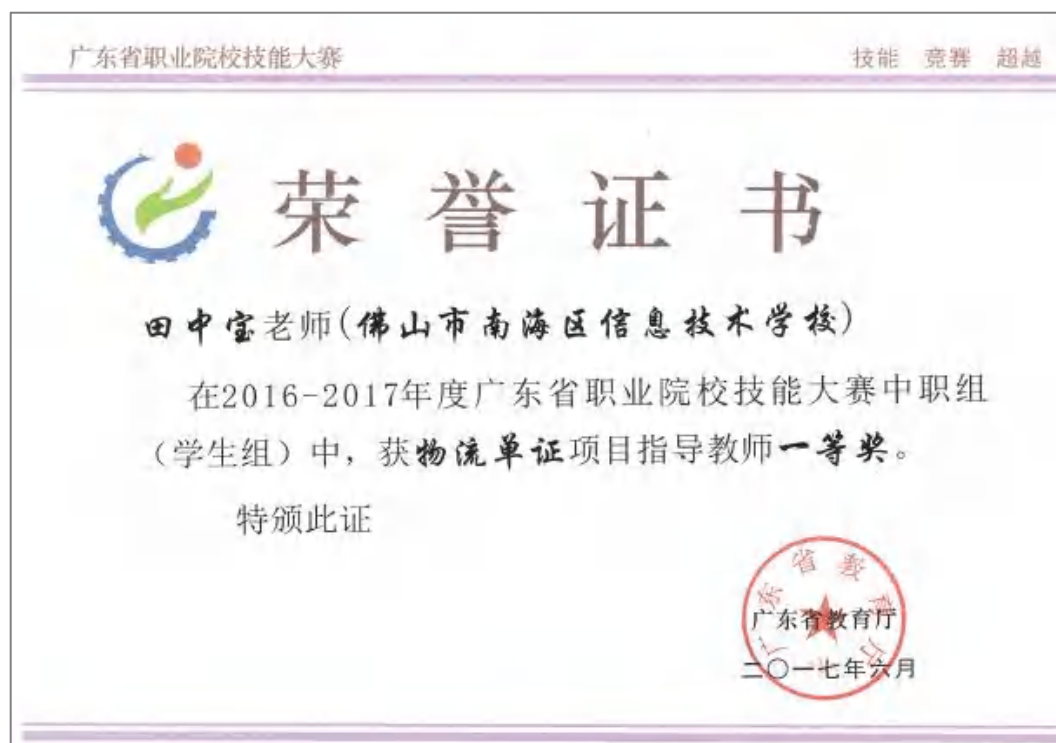 广东省职业院校技能大赛
技能 竞赛 超越
荣誉证书
田中宝老师(佛山市南海区信息技术学校)
在2016-2017年度广东省职业院校技能大赛中职组
(学生组)中，获物流单证项目指导教师一等奖。
特颁此证
广东省教育厅
广东省教育厅
二〇一七年六月